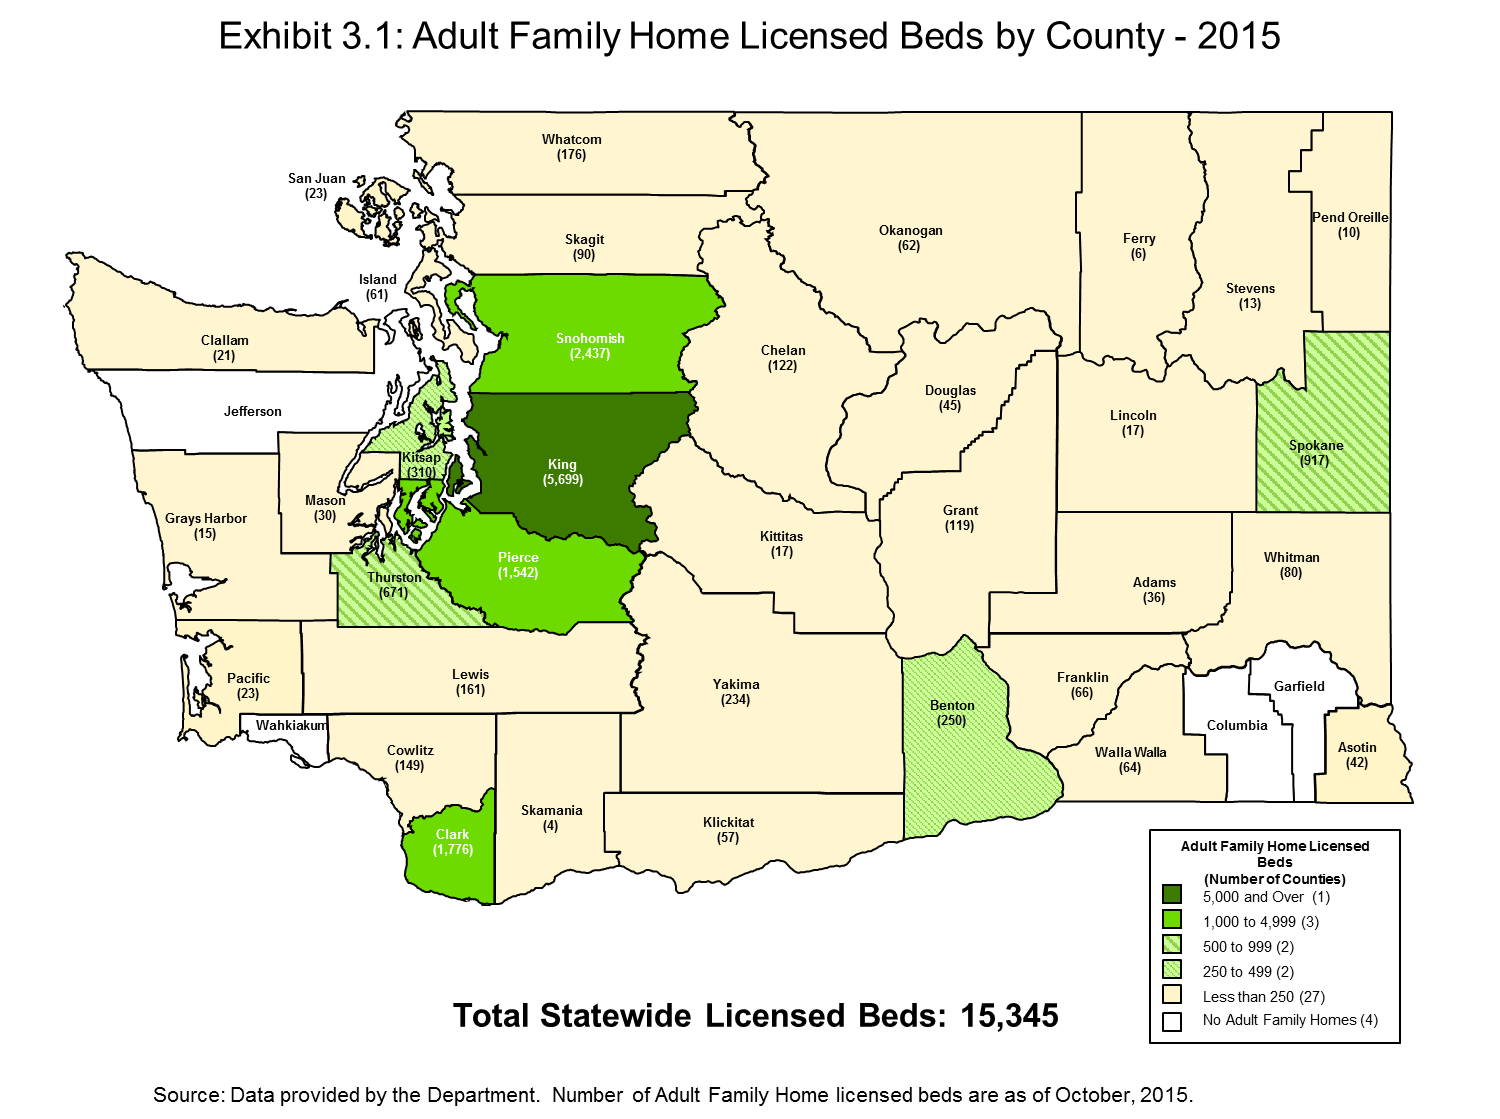 Exhibit 3.1: Adult Family Home Licensed Beds by County - 2015
Whatcom
(176)
San Juan
(23)
Skagit
(90)
Island
(61)
Okanogan
(62)
Ferry
(6)
Stevens
(13)
Pend Oreille
(10)
Clallam
(21)
Snohomish
(2,437)
Chelan
(122)
Douglas
(45)
Jefferson
Lincoln
(17)
Spokane
(917)
Kitsap
(310)
King
(5,699)
Mason
(30)
Grays Harbor
(15)
Grant
(119)
Kittitas
(17)
Pierce
(1,542)
Thurston
(671)
Adams
(36)
Whitman
(80)
Pacific
(23)
Lewis
(161)
Yakima
(234)
Benton
(250)
Franklin
(66)
Garfield
Columbia
Wahkiakum
Cowlitz
(149)
Walla Walla
(64)
Asotin
(42)
Skamania
(4)
Klickitat
(57)
Clark
(1,776)
Adult Family Home Licensed
Beds
(Number of Counties)
5,000 and Over (1)
1,000 to 4,999 (3)
500 to 999 (2)
250 to 499 (2)
Less than 250 (27)
No Adult Family Homes (4)
Total Statewide Licensed Beds: 15,345
Source: Data provided by the Department. Number of Adult Family Home licensed beds are as of October, 2015.